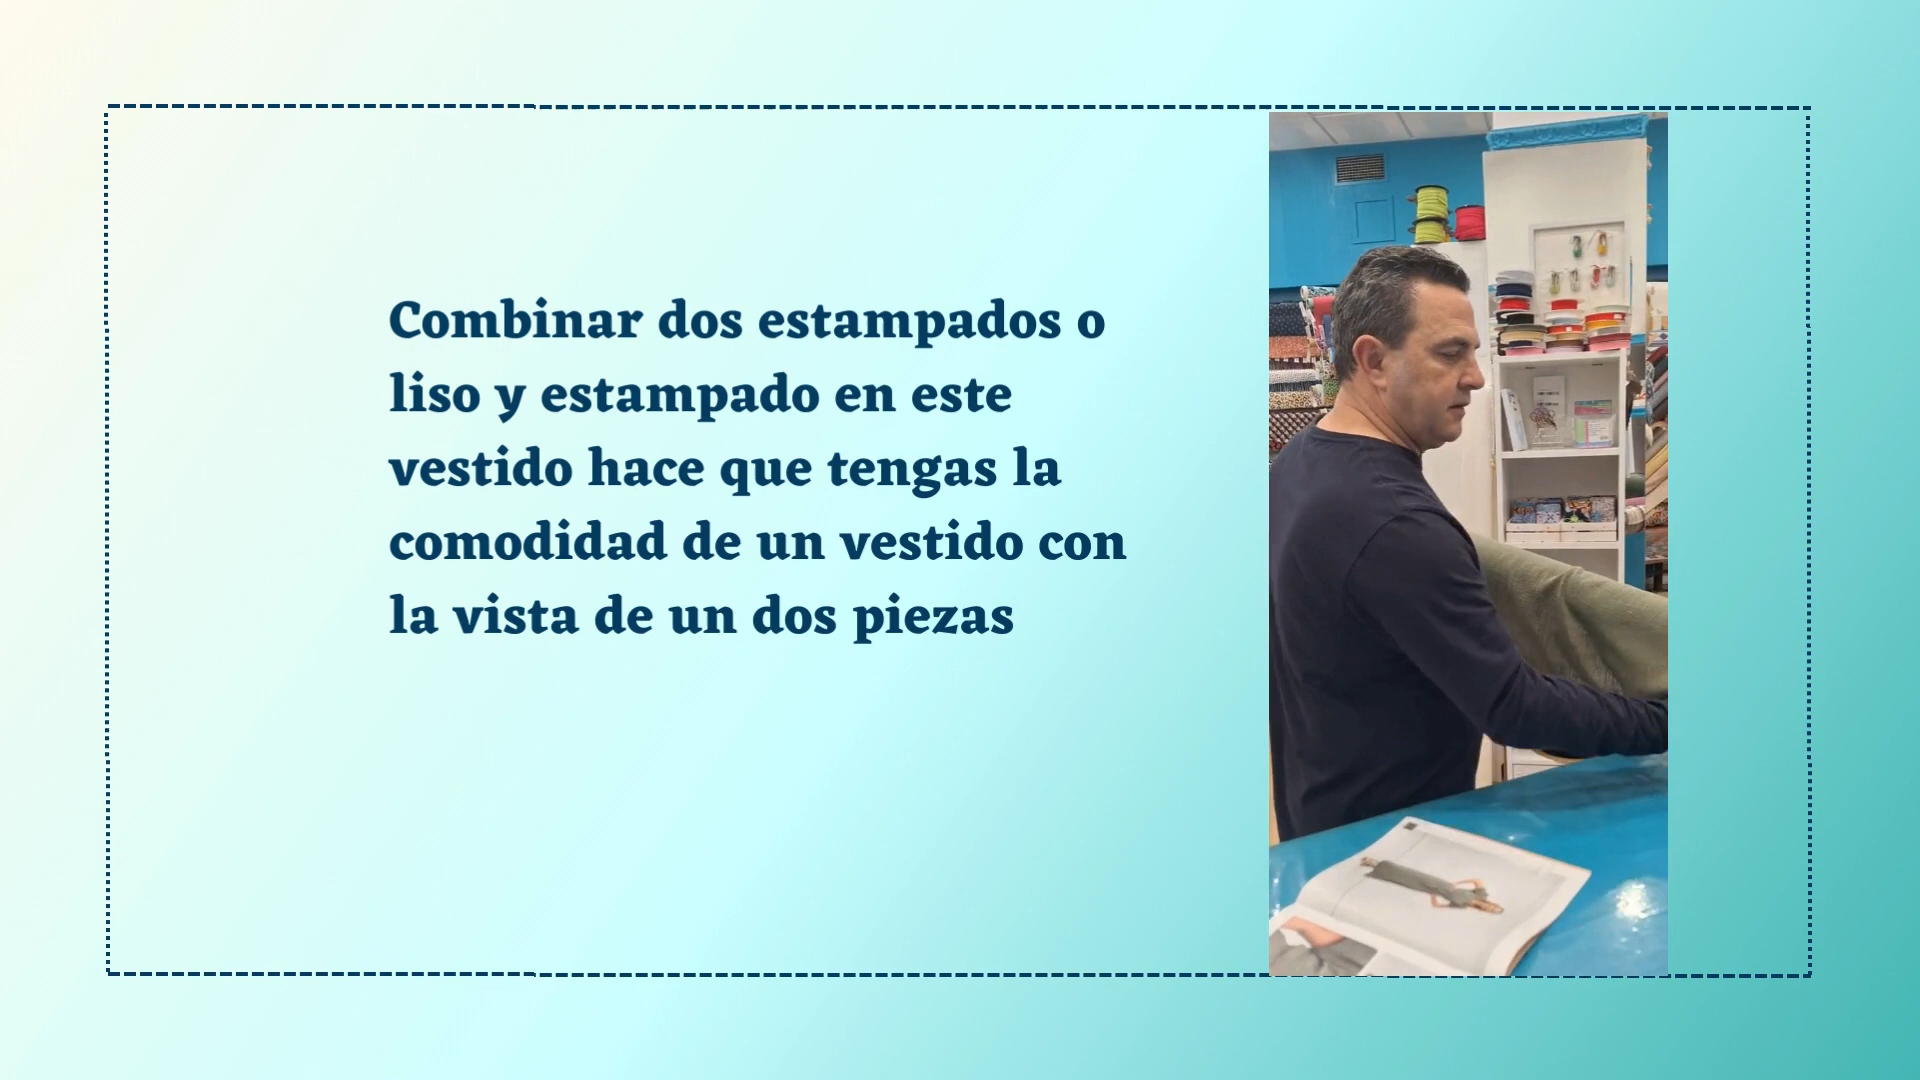 Combinar dos estampados o
liso y estampado en este
vestido hace que tengas la
comodidad de un vestido con
la vista de un dos piezas